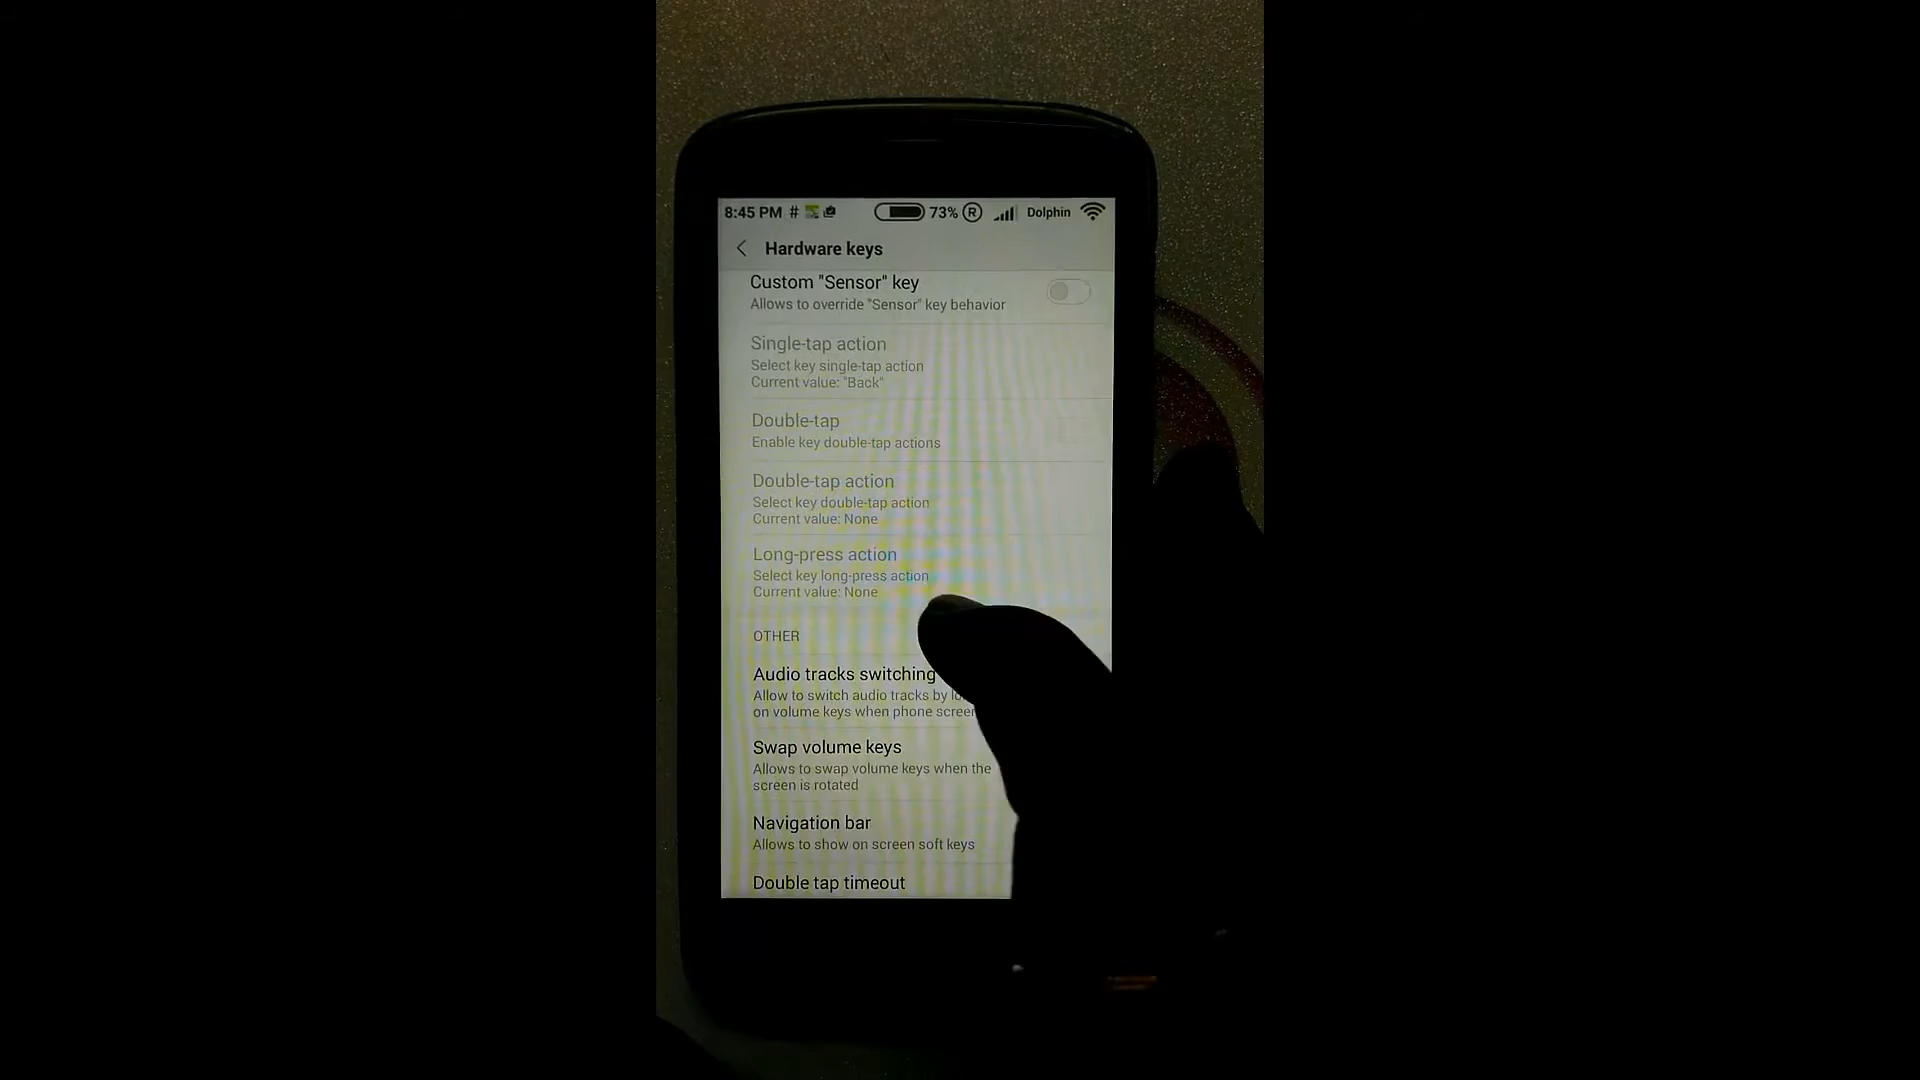 8:45 PM # 73% R Dolphin
Hardware keys
Custom "Sensor" key
Allows to override "Sensor" key behavior
Single-tap action
Select key single-tap action
Current value: "Back"
Double-tap
Enable key double-tap actions
Double-tap action
Select key double-tap action
Current value: None
Long-press action
Select key long-press action
Current value: None
OTHER
Audio tracks switching
Allow to switch audio tracks by
on volume keys when phone screen
Swap volume keys
Allows to swap volume keys when the
screen is rotated
Navigation bar
Allows to show on screen soft keys
Double tap timeout